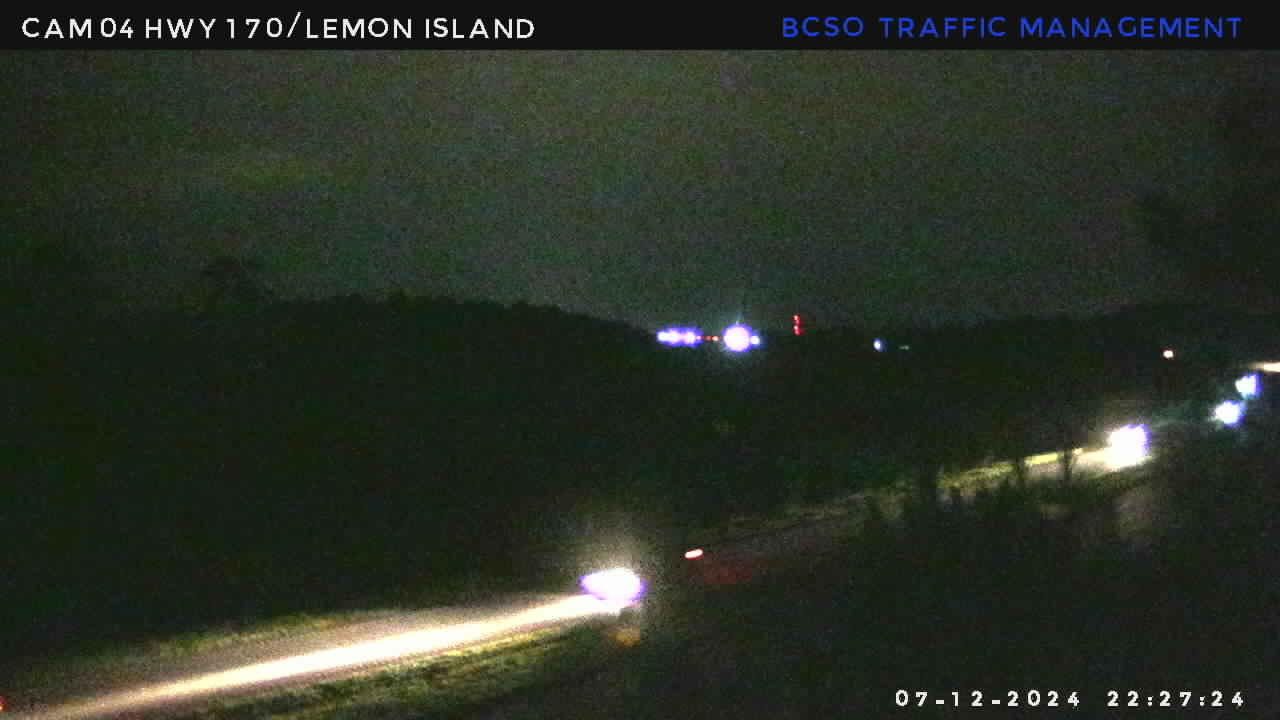 CAM04 HWY 170/LEMON ISLAND
BCSO TRAFFIC MANAGEMENT
07-12-2024 22:27:24